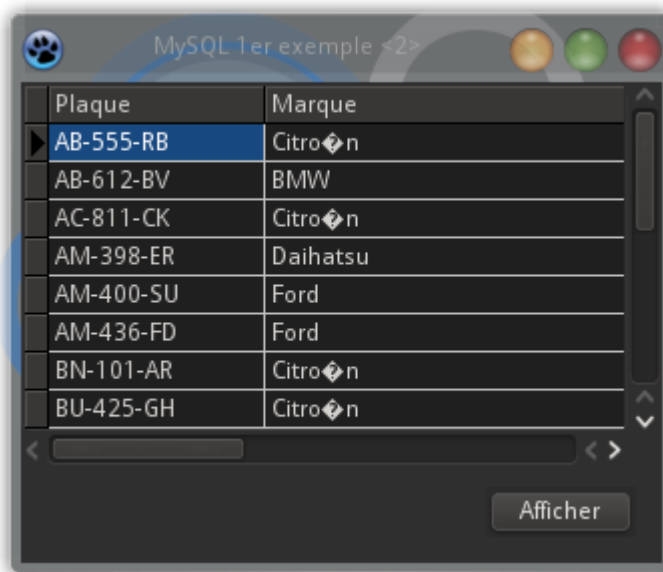 MySQL 1er exemple <2>
Plaque Marque
AB-555-RB Citro�n
AB-612-BV BMW
AC-811-CK Citro�n
AM-398-ER Daihatsu
AM-400-SU Ford
AM-436-FD Ford
BN-101-AR Citro�n
BU-425-GH Citro�n
Afficher